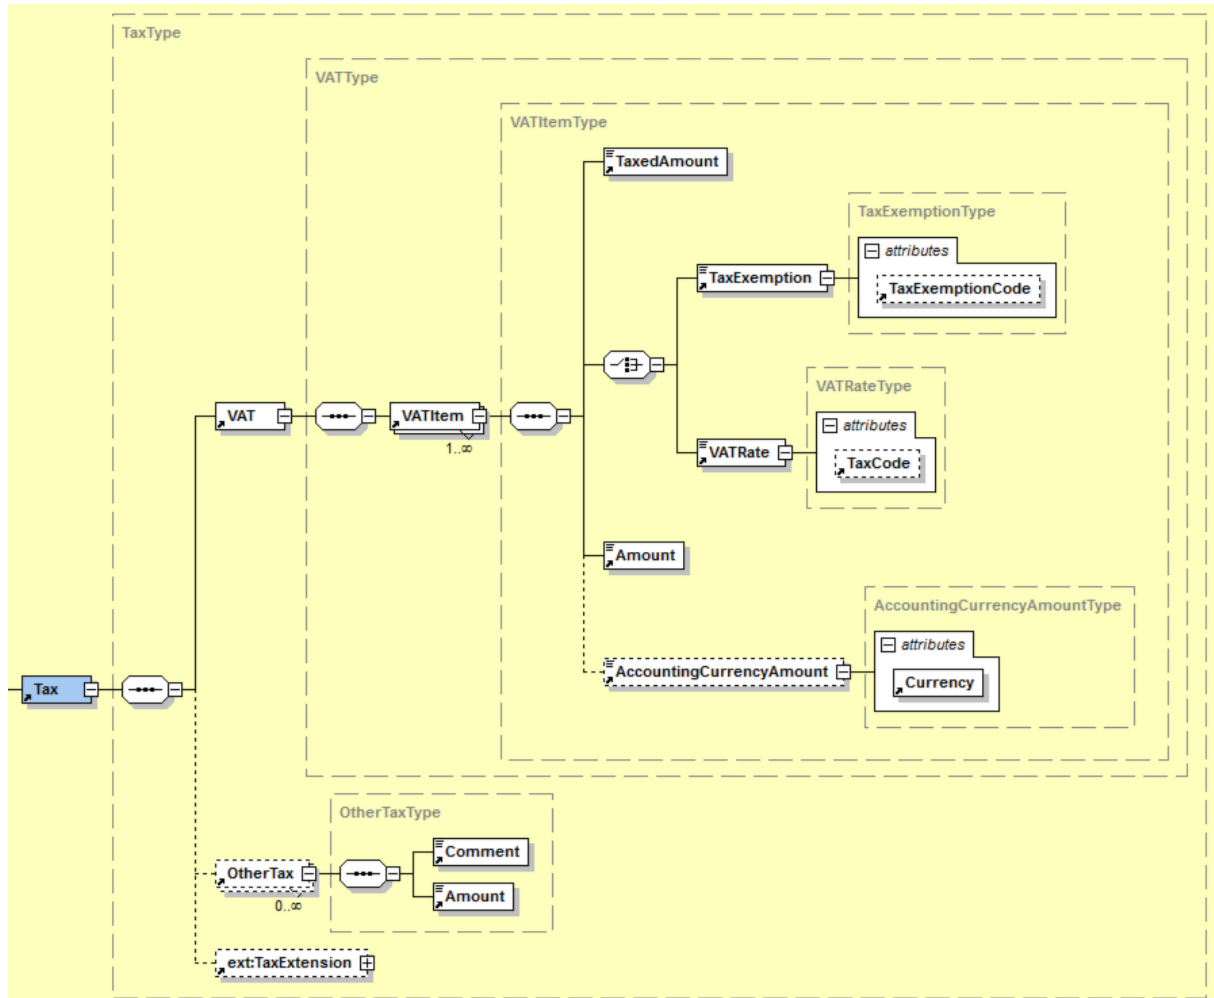 TaxType
VATType
VATItemType
TaxedAmount
TaxExemptionType
attributes
TaxExemption
TaxExemptionCode
VATRateType
attributes
VAT
VATItem
1..∞
VATRate
TaxCode
Amount
AccountingCurrencyAmountType
attributes
AccountingCurrencyAmount
Currency
Tax
OtherTaxType
Comment
OtherTax
0..∞
Amount
ext:TaxExtension